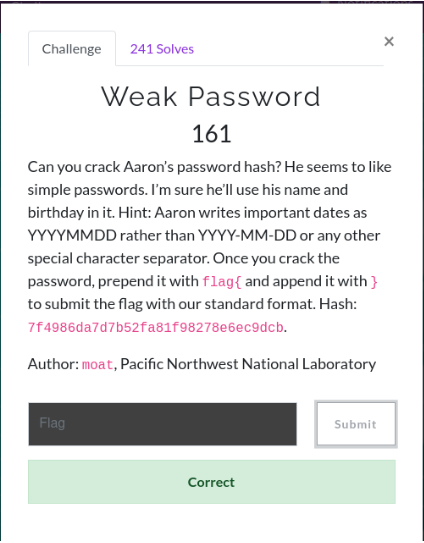 Challenge
241 Solves
×
Weak Password
161
Can you crack Aaron's password hash? He seems to like
simple passwords. I'm sure he'll use his name and
birthday in it. Hint: Aaron writes important dates as
YYYYMMDD rather than YYYY-MM-DD or any other
special character separator. Once you crack the
password, prepend it with flag{ and append it with }
to submit the flag with our standard format. Hash:
7f4986da7d7b52fa81f98278e6ec9dcb.
Author: moat, Pacific Northwest National Laboratory
Flag
Submit
Correct